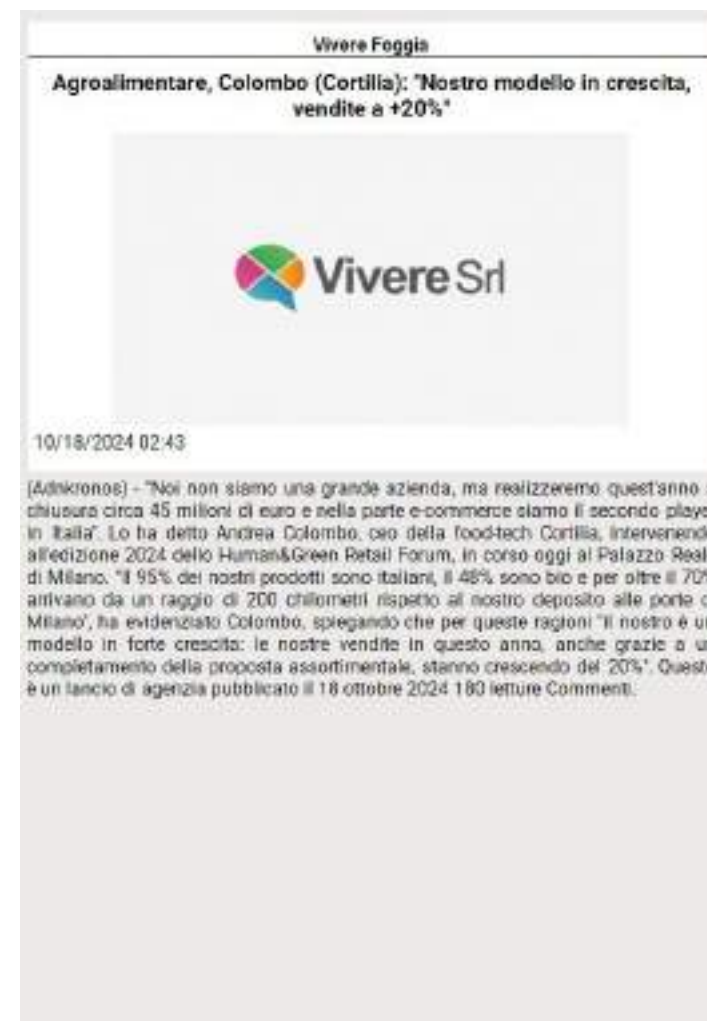 Vivere Foggia
Agroalimentare, Colombo (Cortilia): "Nostro modello in crescita,
vendite a +20%"
Vivere Srl
10/18/2024 02:43
(Adnkronos) - "Noi non siamo una grande azienda, ma realizzeremo quest'anno
chiusura circa 45 milioni di euro e nella parte e-commerce siamo il secondo playe
in Italia". Lo ha detto Andrea Colombo, ceo della food-tech Cortilia, intervenend
all'edizione 2024 dello Human&Green Retail Forum, in corso oggi al Palazzo Real
di Milano. "Il 95% dei nostri prodotti sono italiani, il 48% sono bio e per oltre il 70%
arrivano da un raggio di 200 chilometri rispetto al nostro deposito alle porte d
Milano", ha evidenziato Colombo, spiegando che per queste ragioni "il nostro è un
modello in forte crescita: le nostre vendite in questo anno, anche grazie a un
completamento della proposta assortimentale, stanno crescendo del 20%". Quest
è un lancio di agenzia pubblicato il 18 ottobre 2024 180 letture Commenti.